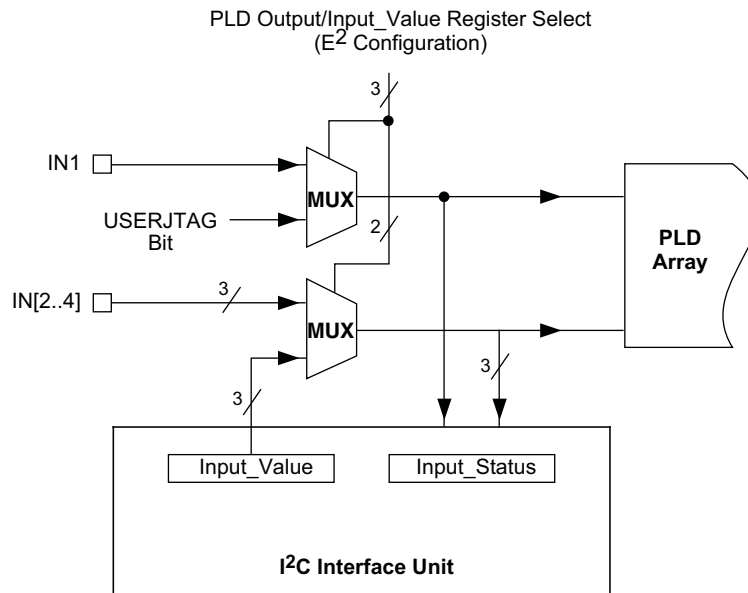 PLD Output/Input_Value Register Select
(E2 Configuration)
3
IN1
MUX
USERJTAG
Bit
2
PLD
Array
IN[2..4]
3
MUX
3
3
Input_Value
Input_Status
I2C Interface Unit